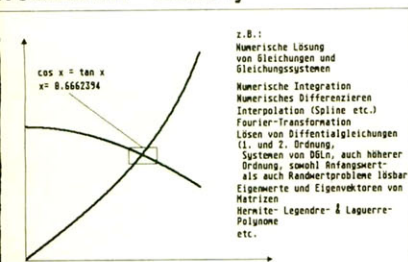 cos x = tan x
x= 0.6662394
z.B.:
Numerische Lösung
von Gleichungen und
Gleichungssystemen
Numerische Integration
Numerisches Differenzieren
Interpolation (Spline etc.)
Fourier-Transformation
Lösen von Diffentialgleichungen
(1. und 2. Ordnung,
Systemen von DGLn, auch höherer
Ordnung, sowohl Anfangswert-
als auch Randwertprobleme lösbar
Eigenwerte und Eigenvektoren von
Matrizen
Hermite- Legendre- & Laguerre-
Polynome
etc.